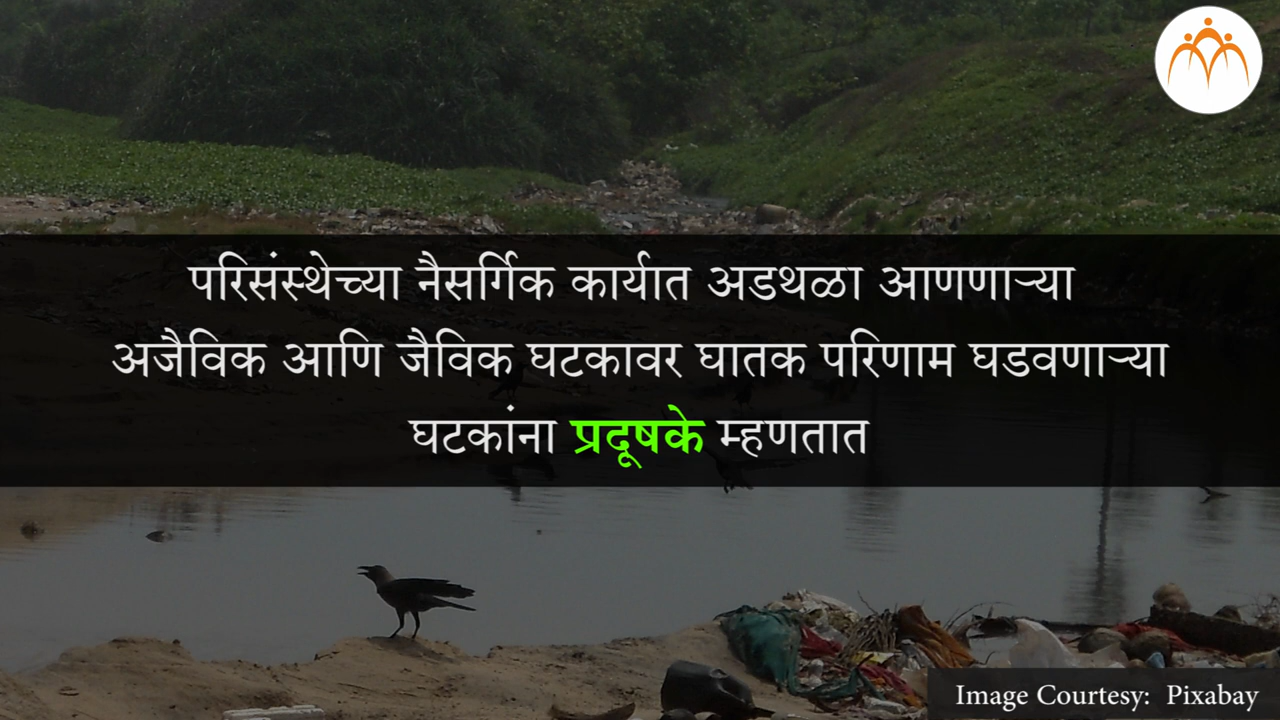 परिसंस्थेच्या नैसर्गिक कार्यात अडथळा आणणाऱ्या
अजैविक आणि जैविक घटकावर घातक परिणाम घडवणाऱ्या
घटकांना प्रदूषके म्हणतात
Image Courtesy: Pixabay